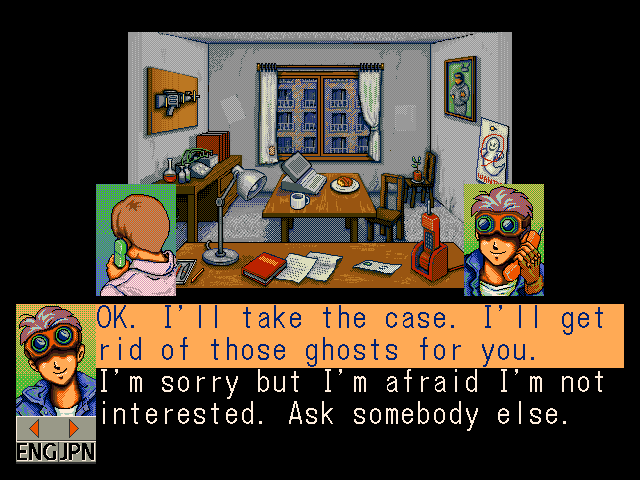 OK. I'll take the case. I'll get
rid of those ghosts for you.
I'm sorry but I'm afraid I'm not
interested. Ask somebody else.
ENG JPN